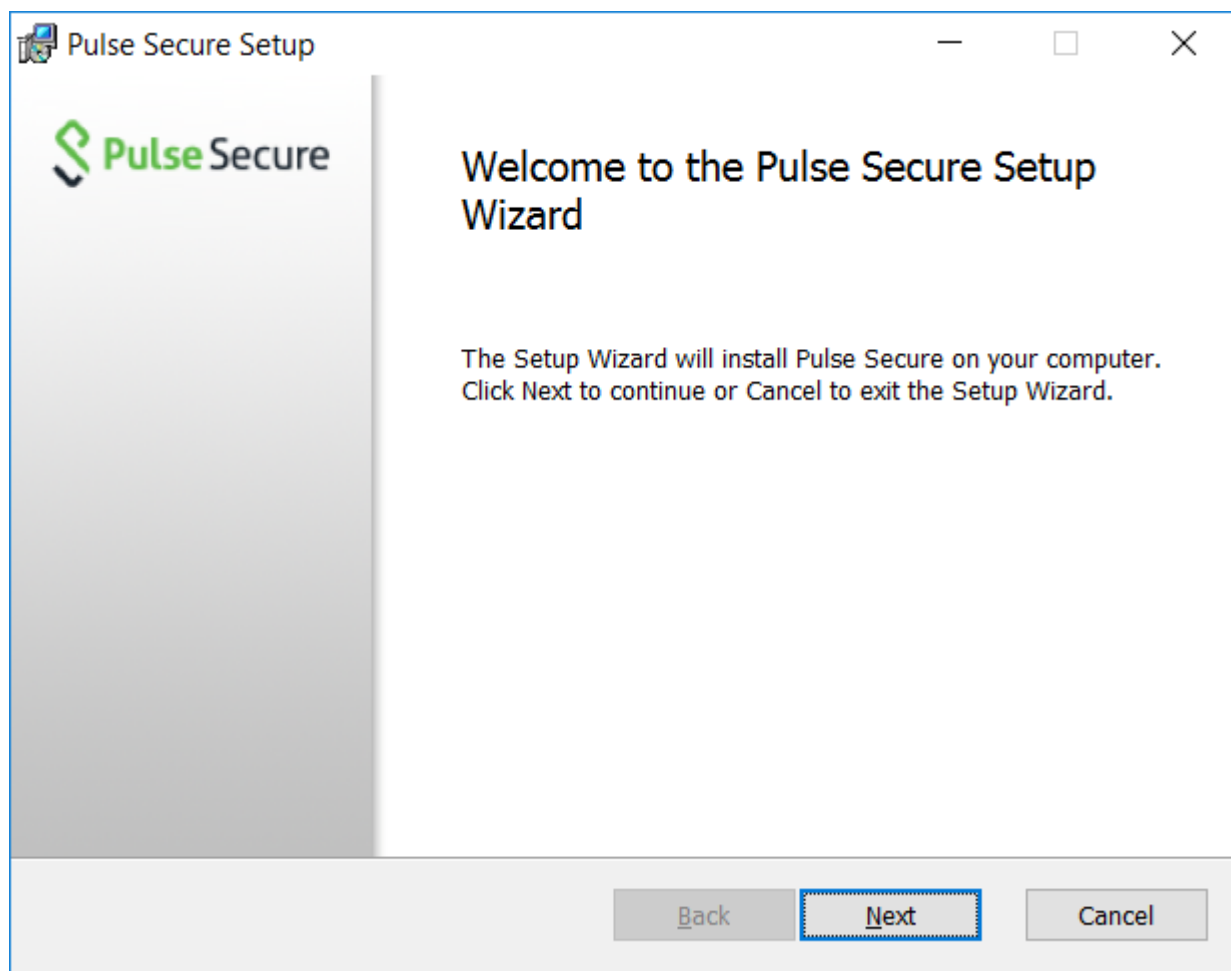 Pulse Secure Setup
Pulse Secure
Welcome to the Pulse Secure Setup
Wizard
The Setup Wizard will install Pulse Secure on your computer.
Click Next to continue or Cancel to exit the Setup Wizard.
Back Next Cancel